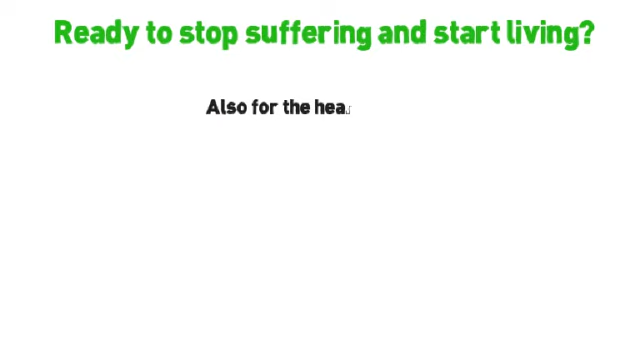 Ready to stop suffering and start living?
Also for the hea